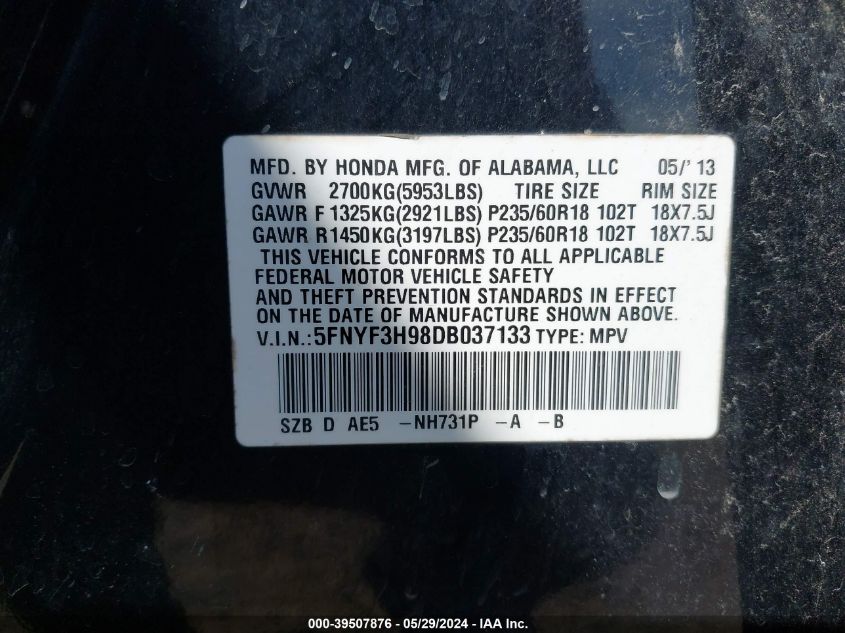 MFD. BY HONDA MFG. OF ALABAMA, LLC 05/'13
GVWR 2700KG(5953LBS) TIRE SIZE RIM SIZE
GAWR F 1325KG(2921LBS) P235/60R18 102T 18X7.5J
GAWR R1450KG(3197LBS) P235/60R18 102T 18X7.5J
THIS VEHICLE CONFORMS TO ALL APPLICABLE
FEDERAL MOTOR VEHICLE SAFETY
AND THEFT PREVENTION STANDARDS IN EFFECT
ON THE DATE OF MANUFACTURE SHOWN ABOVE.
V.I.N.:5FNYF3H98DB037133 TYPE: MPV
SZB D AE5 -NH731P -A -B
000-39507876 - 05/29/2024 - IAA Inc.